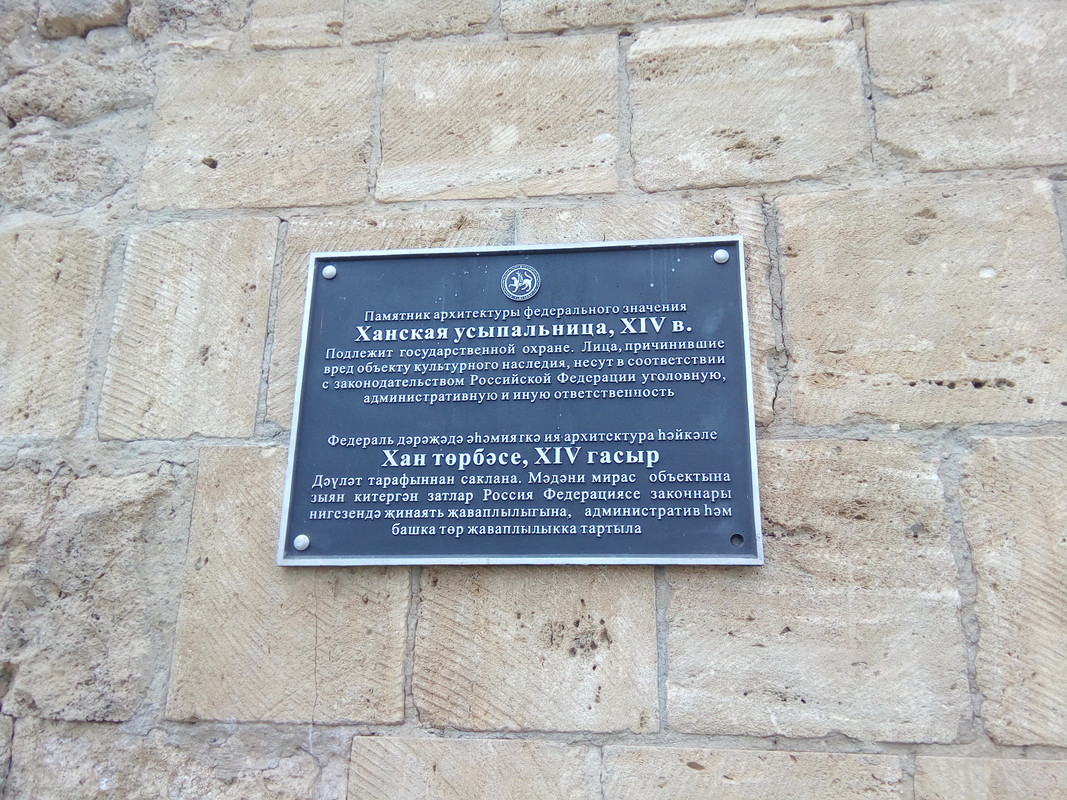 Памятник архитектуры федерального значения
Ханская усыпальница, XIV в.
Подлежит государственной охране. Лица, причинившие
вред объекту культурного наследия, несут в соответствии
с законодательством Российской Федерации уголовную,
административную и иную ответственность
Федераль дәрәҗәдә әһәмияткә ия архитектура һәйкәле
Хан төрбәсе, XIV гасыр
Дәүләт тарафыннан саклана. Мәдәни мирас объектына
зыян китергән затлар Россия Федерациясе законнары
нигезендә җинаять җаваплылыгына, административ һәм
башка төр җаваплылыкка тартыла